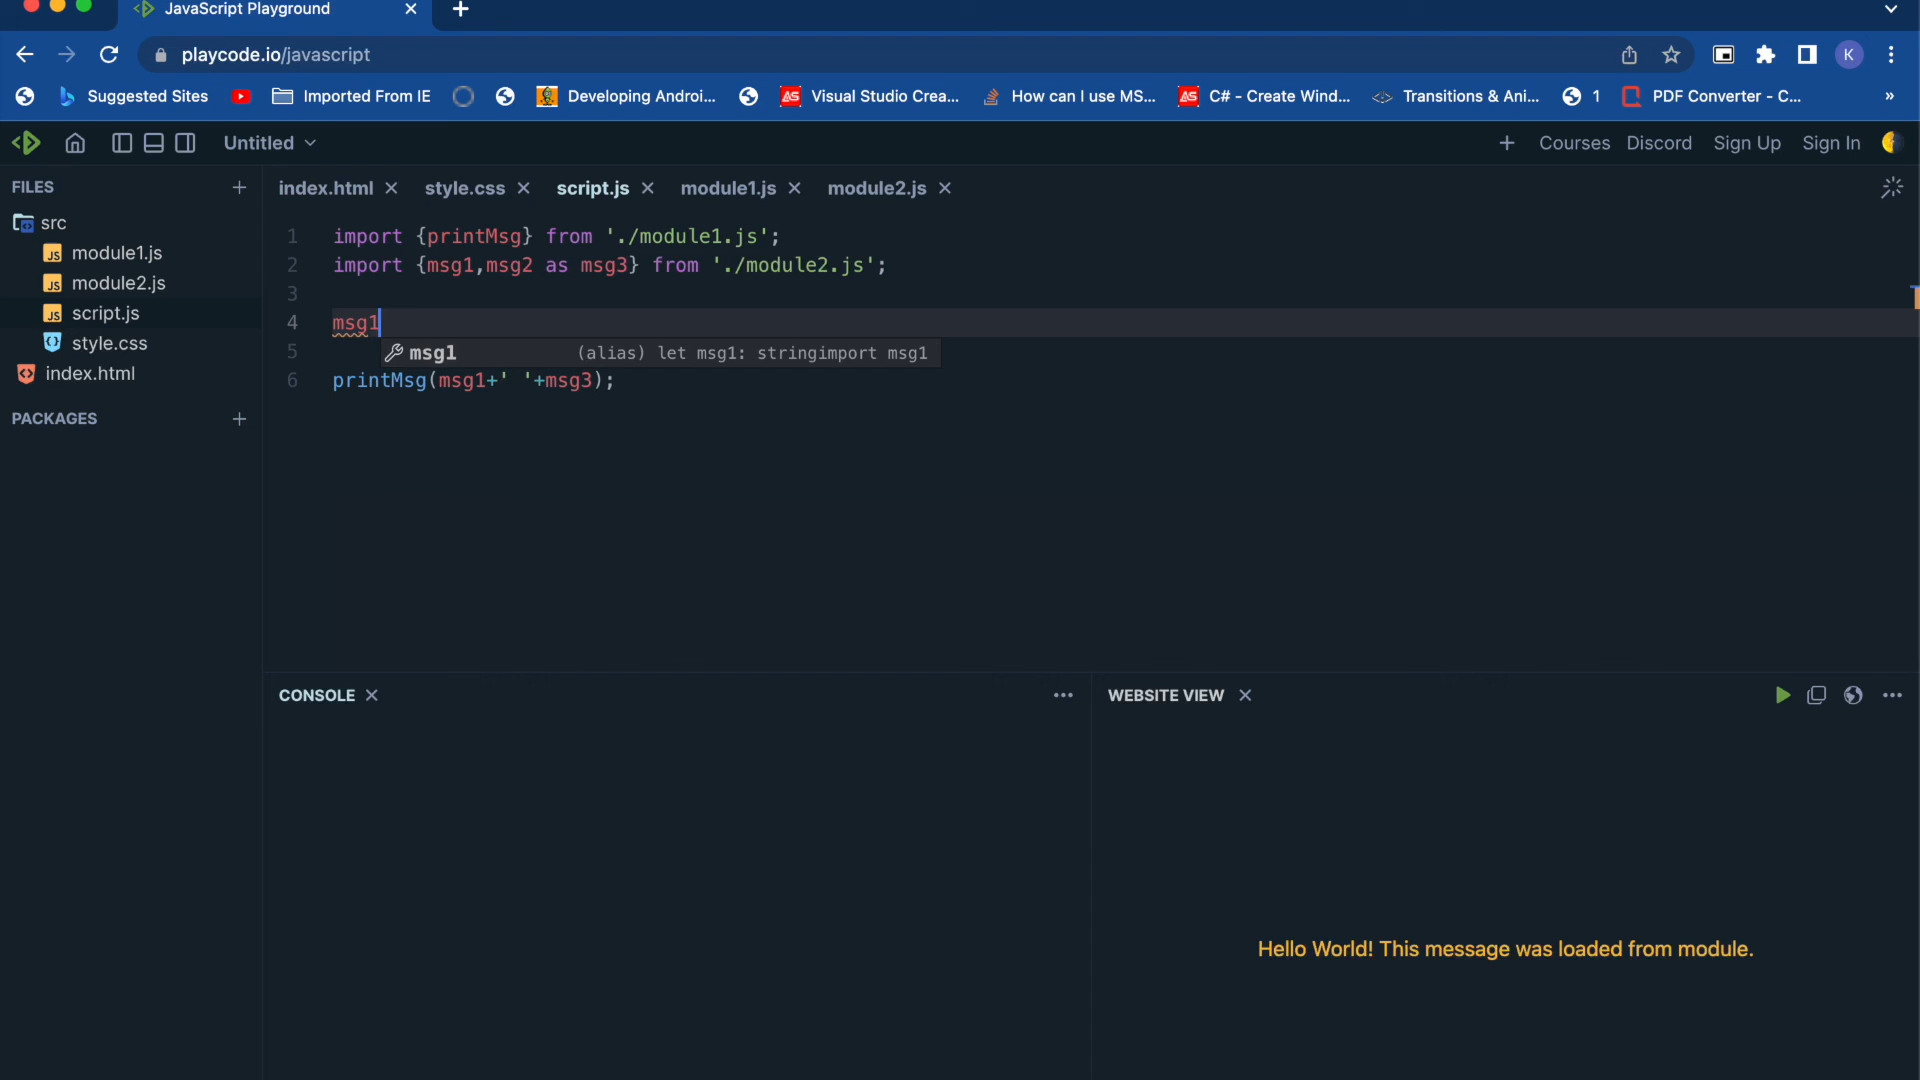 JavaScript Playground
playcode.io/javascript
K
Suggested Sites
Imported From IE
Developing Androi...
AS
Visual Studio Crea...
How can I use MS...
AS
C# - Create Wind...
Transitions & Ani...
1
PDF Converter - C...
»
Untitled
Courses
Discord
Sign Up
Sign In
FILES
src
JS module1.js
JS module2.js
JS script.js
style.css
index.html
PACKAGES
index.html
style.css
script.js
module1.js
module2.js
1 import {printMsg} from './module1.js';
2 import {msg1,msg2 as msg3} from './module2.js';
3
4 msg1
5 msg1 (alias) let msg1: stringimport msg1
6 printMsg(msg1+' '+msg3);
CONSOLE
WEBSITE VIEW
Hello World! This message was loaded from module.